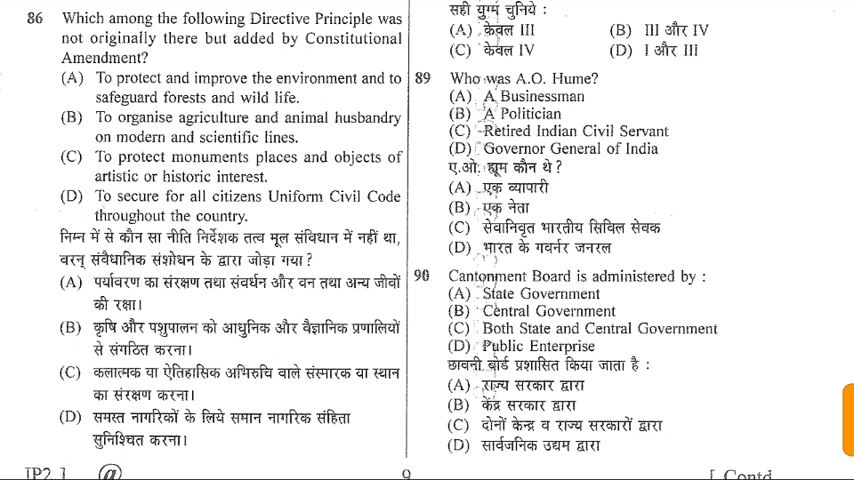 86 Which among the following Directive Principle was
not originally there but added by Constitutional
Amendment?
(A) To protect and improve the environment and to
safeguard forests and wild life.
(B) To organise agriculture and animal husbandry
on modern and scientific lines.
(C) To protect monuments places and objects of
artistic or historic interest.
(D) To secure for all citizens Uniform Civil Code
throughout the country.
निम्न में से कौन सा नीति निर्देशक तत्व मूल संविधान में नहीं था,
वरन् संवैधानिक संशोधन के द्वारा जोड़ा गया ?
(A) पर्यावरण का संरक्षण तथा संवर्धन और वन तथा अन्य जीवों
की रक्षा।
(B) कृषि और पशुपालन को आधुनिक और वैज्ञानिक प्रणालियों
से संगठित करना।
(C) कलात्मक या ऐतिहासिक अभिरुचि वाले संस्मारक या स्थान
का संरक्षण करना।
(D) समस्त नागरिकों के लिये समान नागरिक संहिता
सुनिश्चित करना।
सही युग्म चुनिये :
(A) केवल III (B) III और IV
(C) केवल IV (D) I और III
89 Who was A.O. Hume?
(A) A Businessman
(B) A Politician
(C) Retired Indian Civil Servant
(D) Governor General of India
ए.ओ. ह्यूम कौन थे ?
(A) एक व्यापारी
(B) एक नेता
(C) सेवानिवृत भारतीय सिविल सेवक
(D) भारत के गवर्नर जनरल
90 Cantonment Board is administered by :
(A) State Government
(B) Central Government
(C) Both State and Central Government
(D) Public Enterprise
छावनी बोर्ड प्रशासित किया जाता है :
(A) राज्य सरकार द्वारा
(B) केंद्र सरकार द्वारा
(C) दोनों केन्द्र व राज्य सरकारों द्वारा
(D) सार्वजनिक उद्यम द्वारा
IP2_1 (a) 9 [ Contd